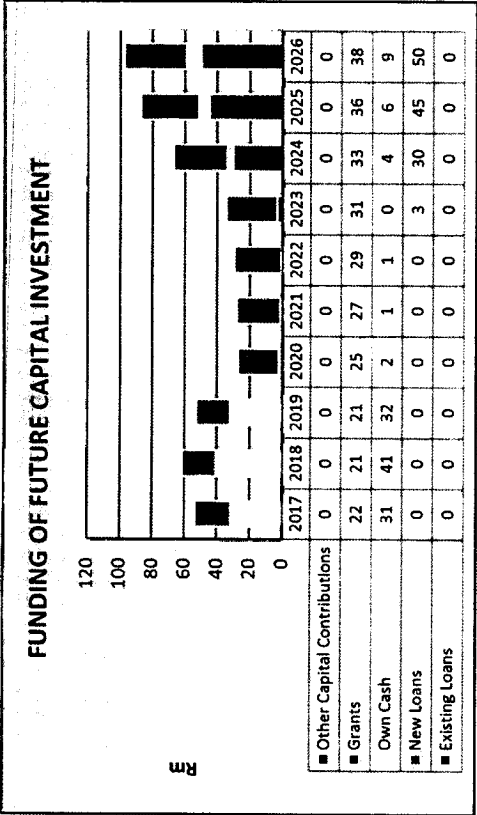 FUNDING OF FUTURE CAPITAL INVESTMENT
120
100
80
60
40
20
0
Rm
2017 2018 2019 2020 2021 2022 2023 2024 2025 2026
■ Other Capital Contributions 0 0 0 0 0 0 0 0 0 0
■ Grants 22 21 21 25 27 29 31 33 36 38
Own Cash 31 41 32 2 1 1 0 4 6 9
■ New Loans 0 0 0 0 0 0 3 30 45 50
■ Existing Loans 0 0 0 0 0 0 0 0 0 0